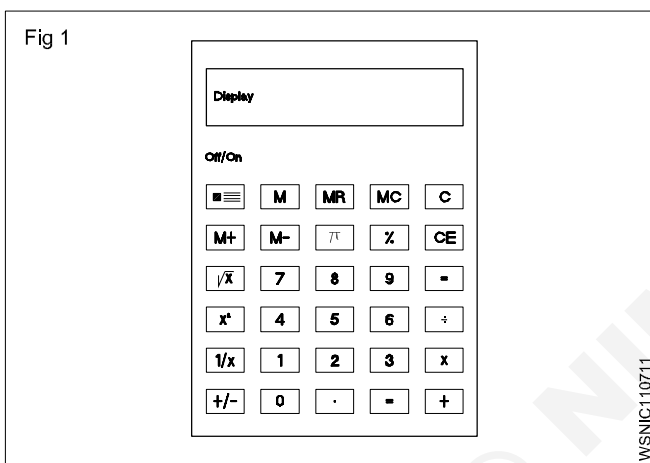 Fig 1
Display
Off/On
M MR MC C
M+ M- π % CE
√x 7 8 9 -
x² 4 5 6 ÷
1/x 1 2 3 x
+/- 0 . = +
WSNIC110711
© NI